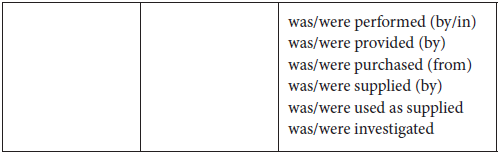 was/were performed (by/in)
was/were provided (by)
was/were purchased (from)
was/were supplied (by)
was/were used as supplied
was/were investigated